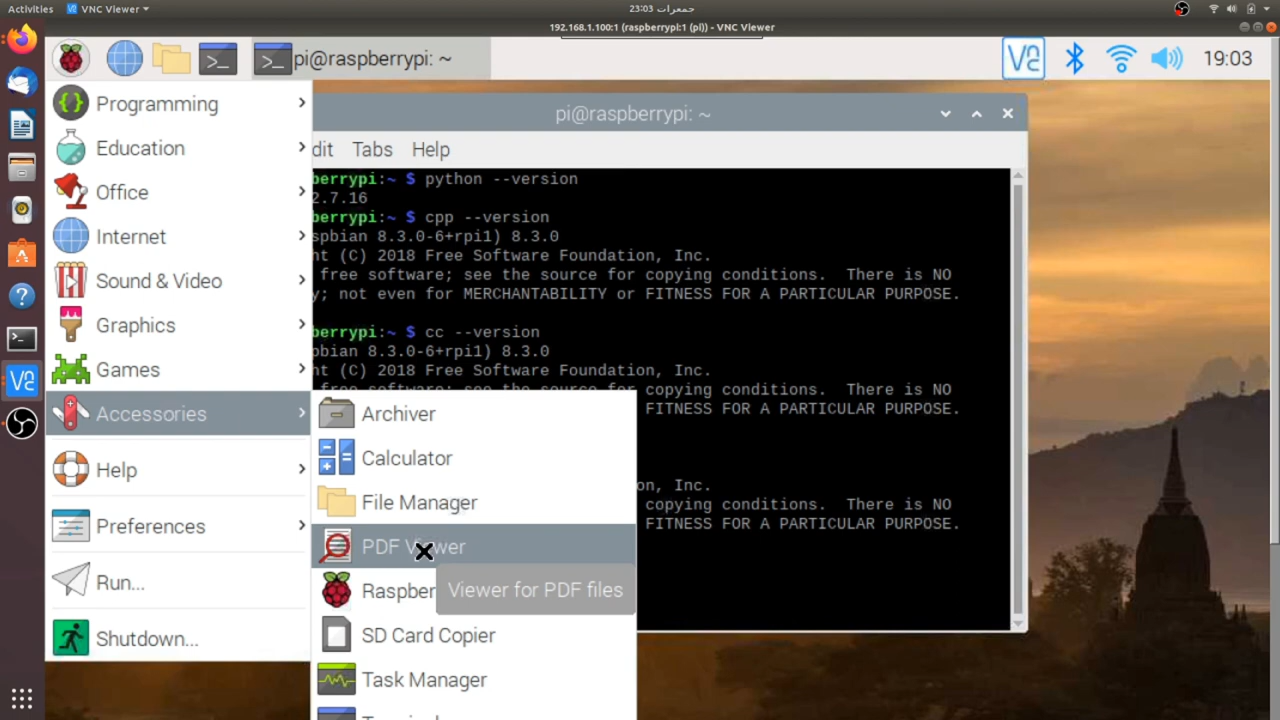 Activities VNC Viewer جمعرات 23:03
192.168.1.100:1 (raspberrypi:1 (pi)) - VNC Viewer
pi@raspberrypi: ~ 19:03
Programming
Education
Office
Internet
Sound & Video
Graphics
Games
Accessories
Help
Preferences
Run...
Shutdown...
pi@raspberrypi: ~
dit Tabs Help
berrypi:~ $ python --version
2.7.16
berrypi:~ $ cpp --version
spbian 8.3.0-6+rpi1) 8.3.0
ht (C) 2018 Free Software Foundation, Inc.
free software; see the source for copying conditions. There is NO
y; not even for MERCHANTABILITY or FITNESS FOR A PARTICULAR PURPOSE.
berrypi:~ $ cc --version
bian 8.3.0-6+rpi1) 8.3.0
ht (C) 2018 Free Software Foundation, Inc.
free software; see the source for copying conditions. There is NO
FITNESS FOR A PARTICULAR PURPOSE.
on, Inc.
copying conditions. There is NO
FITNESS FOR A PARTICULAR PURPOSE.
Archiver
Calculator
File Manager
PDF Viewer
Raspber
Viewer for PDF files
SD Card Copier
Task Manager